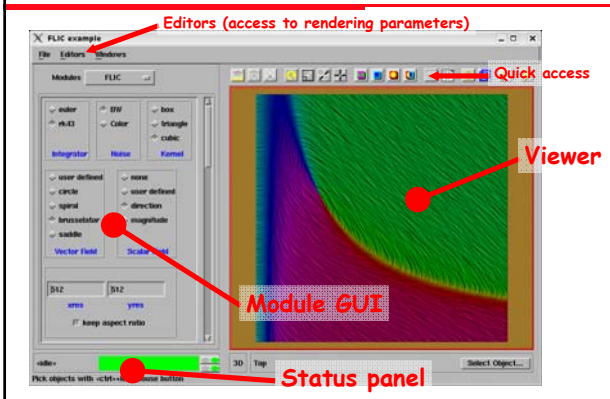 Editors (access to rendering parameters)
FLIC example
File Editors Windows
Modules FLIC
Quick access
euler BW box
rk43 Color triangle
cubic
Integrator Noise Kernel
Viewer
user defined none
circle user defined
spiral direction
brusselator magnitude
saddle
Vector Field Scalar Field
512 512
xres yres
Module GUI
keep aspect ratio
<idle> 3D Top Select Object...
Status panel
Pick objects with <ctrl> mouse button